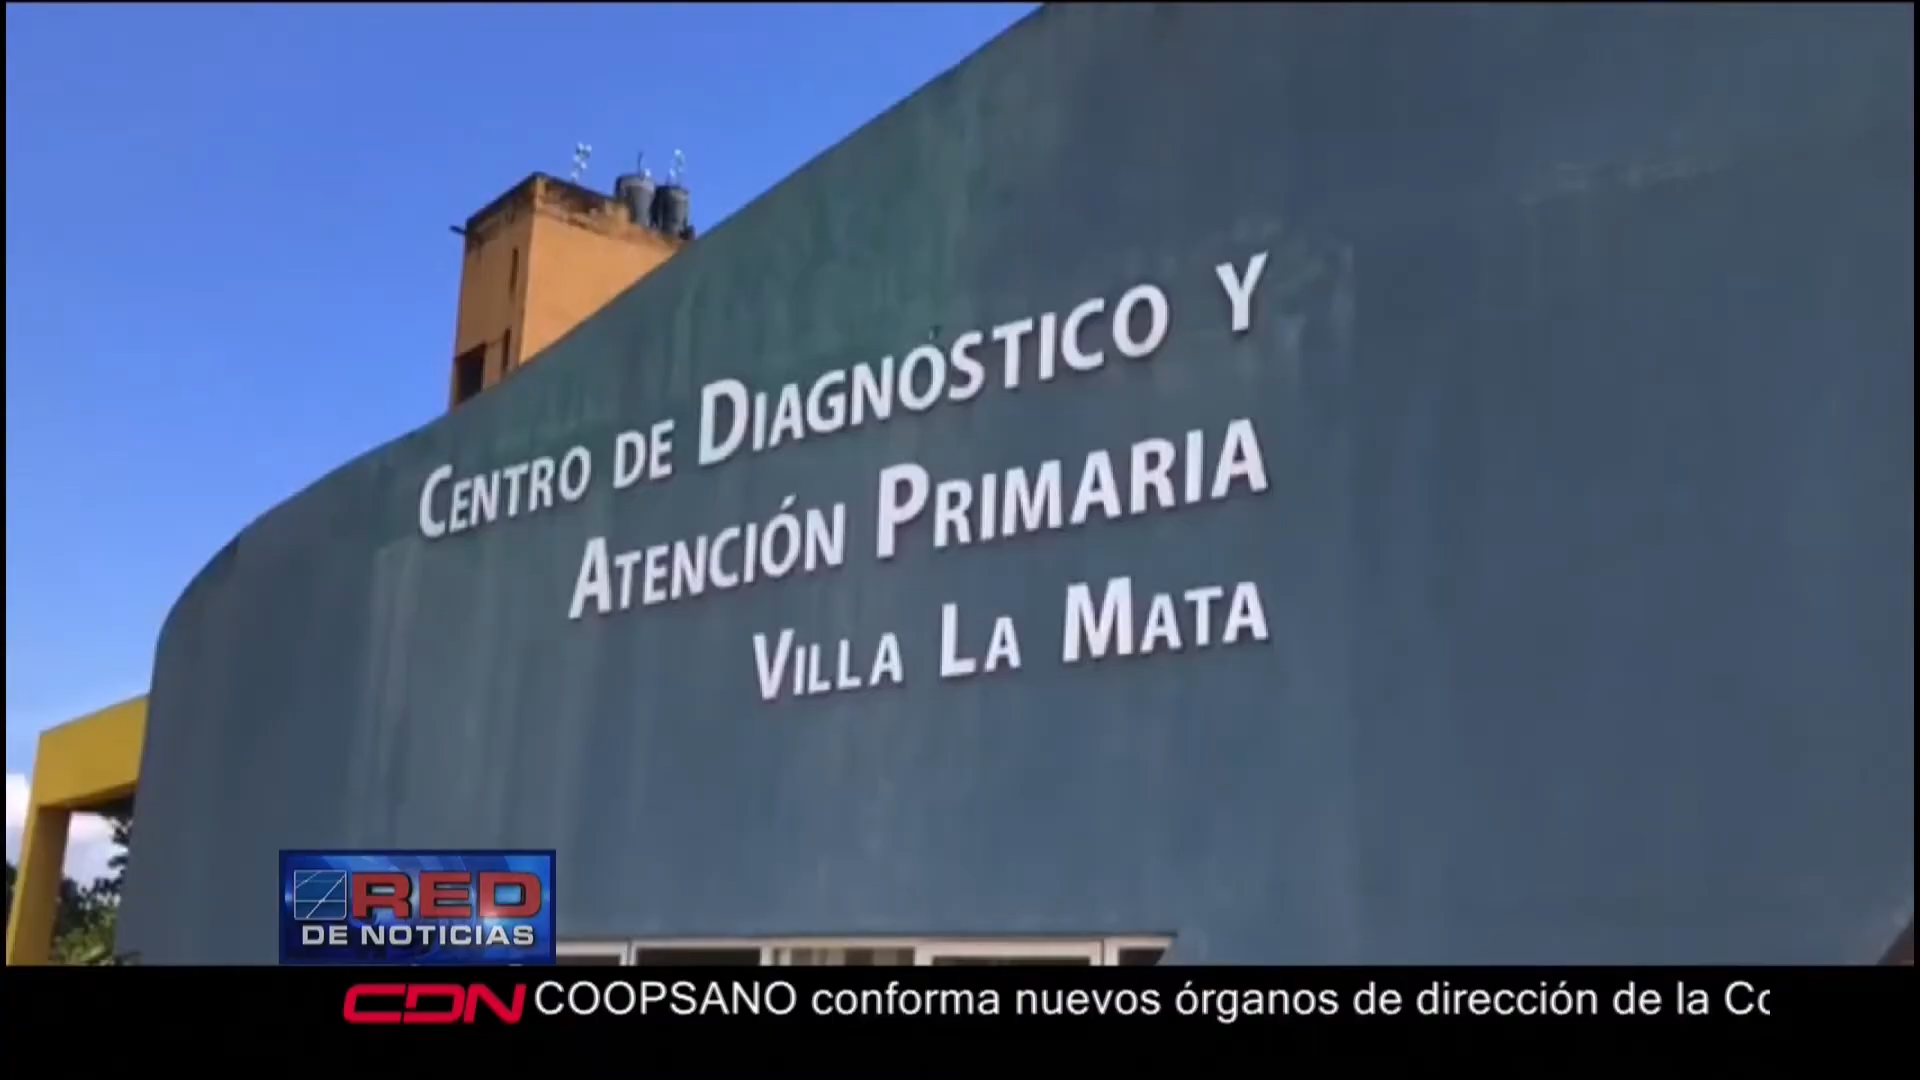 CENTRO DE DIAGNÓSTICO Y
ATENCIÓN PRIMARIA
VILLA LA MATA
RED
DE NOTICIAS
CDN COOPSANO conforma nuevos órganos de dirección de la Co